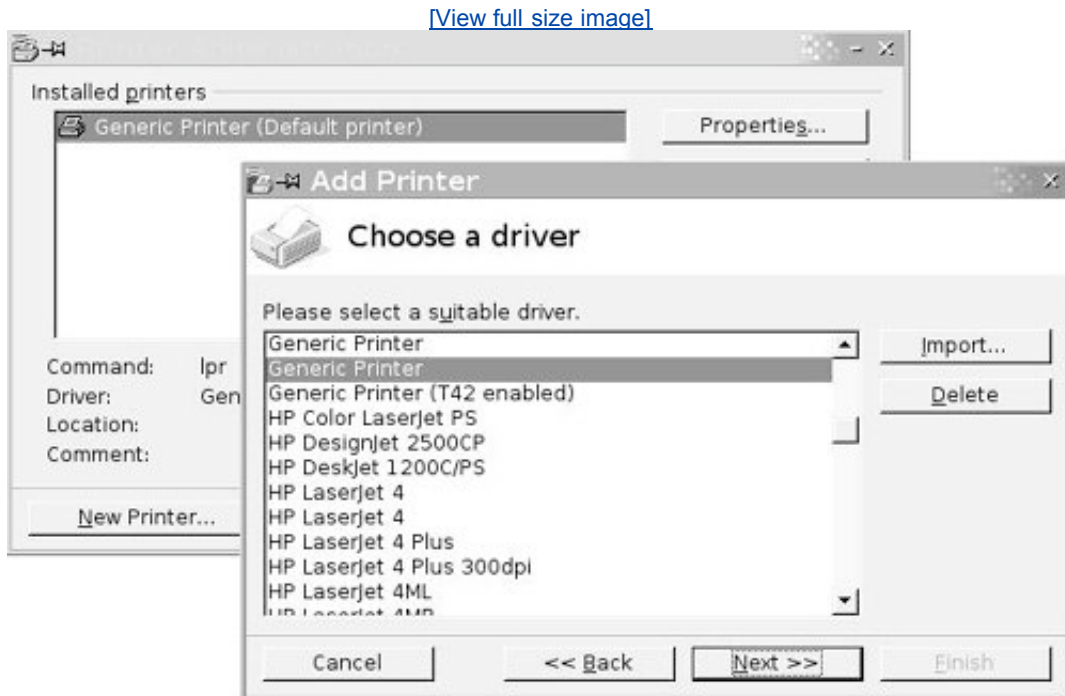 [View full size image]
Installed printers
Generic Printer (Default printer)
Properties...
Add Printer
Choose a driver
Please select a suitable driver.
Generic Printer
Generic Printer
Generic Printer (T42 enabled)
HP Color LaserJet PS
HP DesignJet 2500CP
HP DeskJet 1200C/PS
HP LaserJet 4
HP LaserJet 4
HP LaserJet 4 Plus
HP LaserJet 4 Plus 300dpi
HP LaserJet 4ML
Import...
Delete
Command: lpr
Driver: Gen
Location:
Comment:
New Printer...
Cancel
<< Back
Next >>
Finish